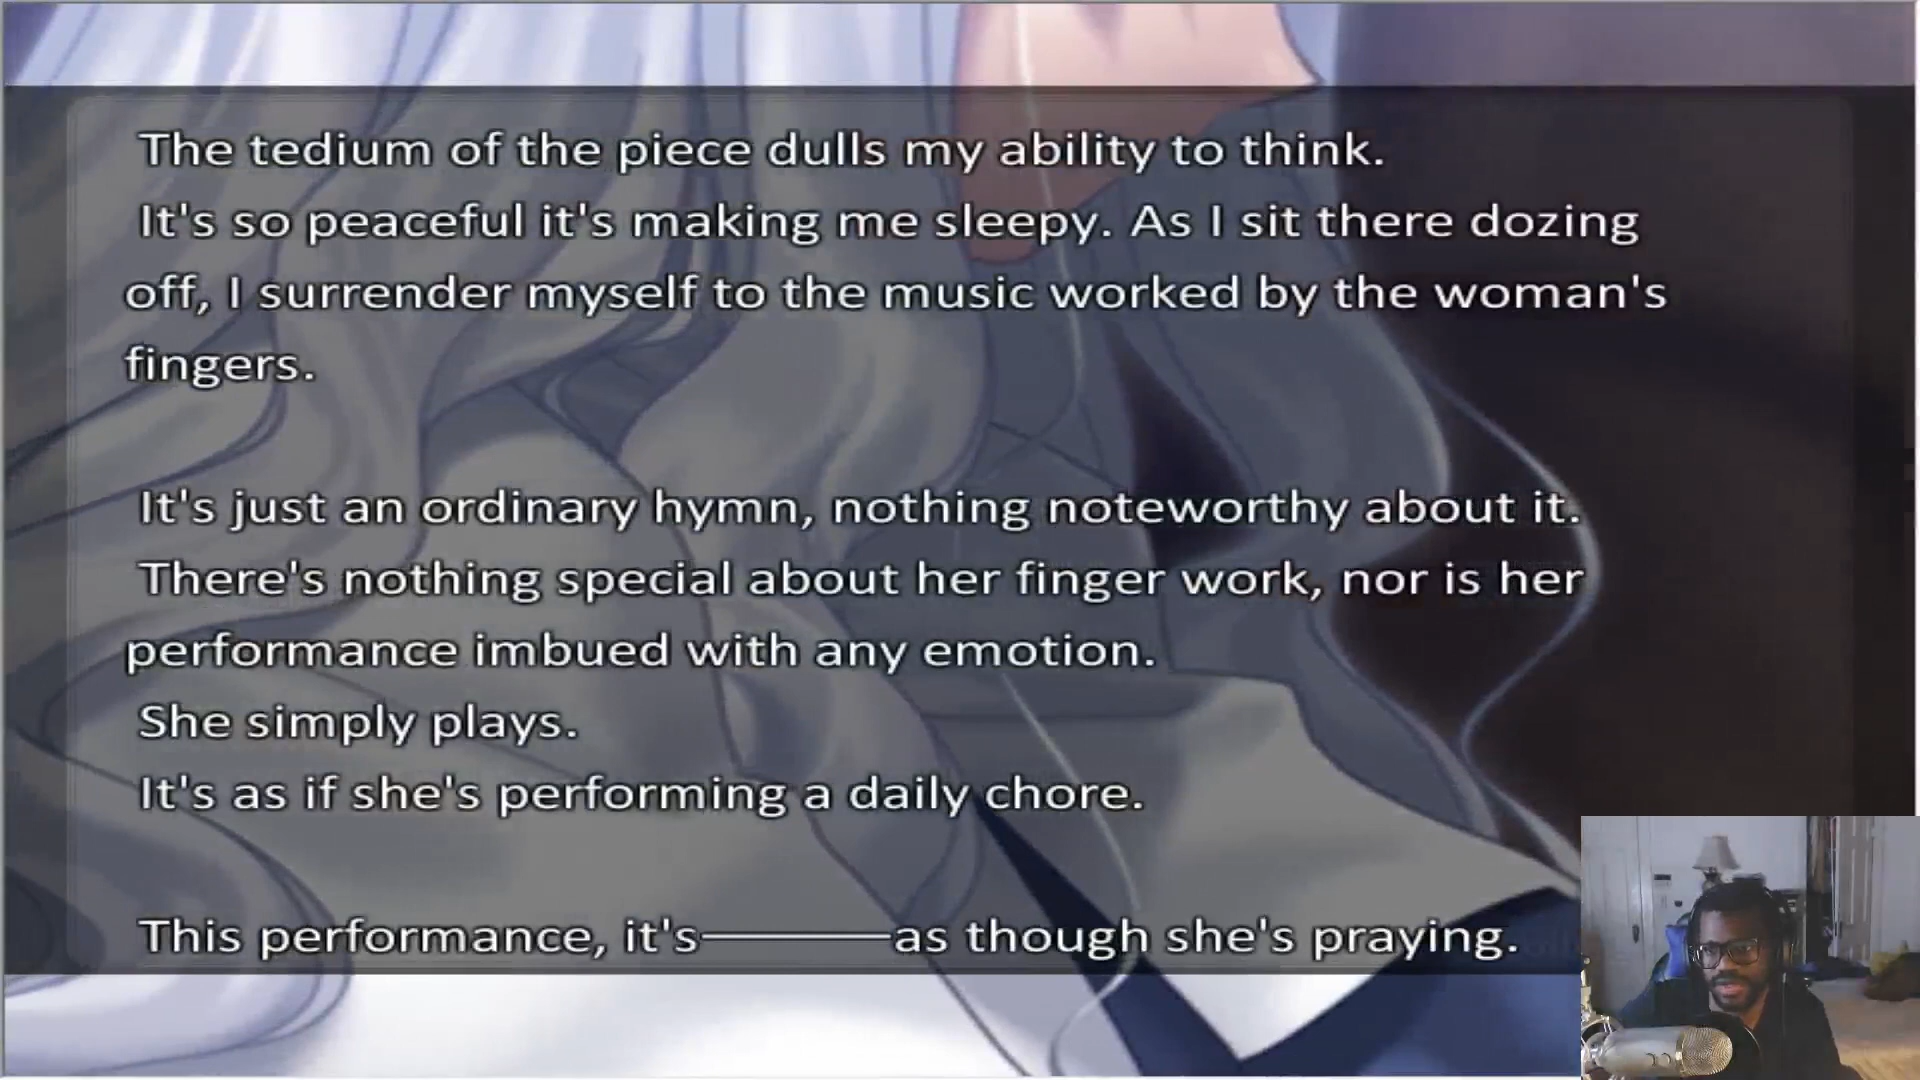 The tedium of the piece dulls my ability to think.
It's so peaceful it's making me sleepy. As I sit there dozing
off, I surrender myself to the music worked by the woman's
fingers.
It's just an ordinary hymn, nothing noteworthy about it.
There's nothing special about her finger work, nor is her
performance imbued with any emotion.
She simply plays.
It's as if she's performing a daily chore.
This performance, it's————as though she's praying.